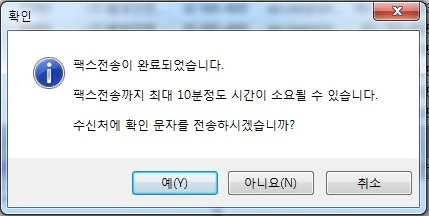 확인
팩스전송이 완료되었습니다.
팩스전송까지 최대 10분정도 시간이 소요될 수 있습니다.
수신처에 확인 문자를 전송하시겠습니까?
예(Y)
아니요(N)
취소